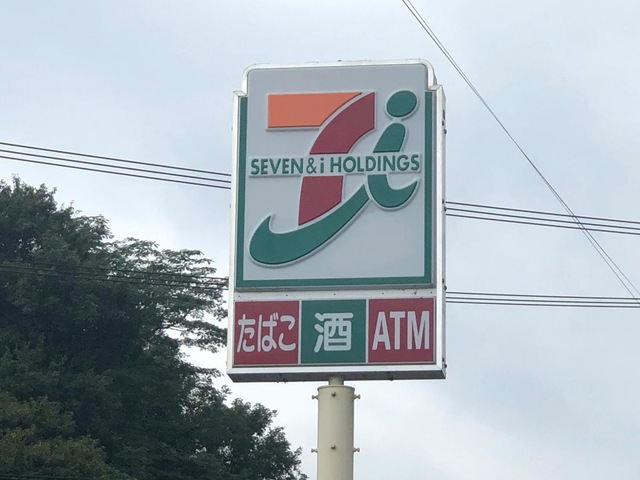 SEVEN & i HOLDINGS
たばこ 酒 ATM